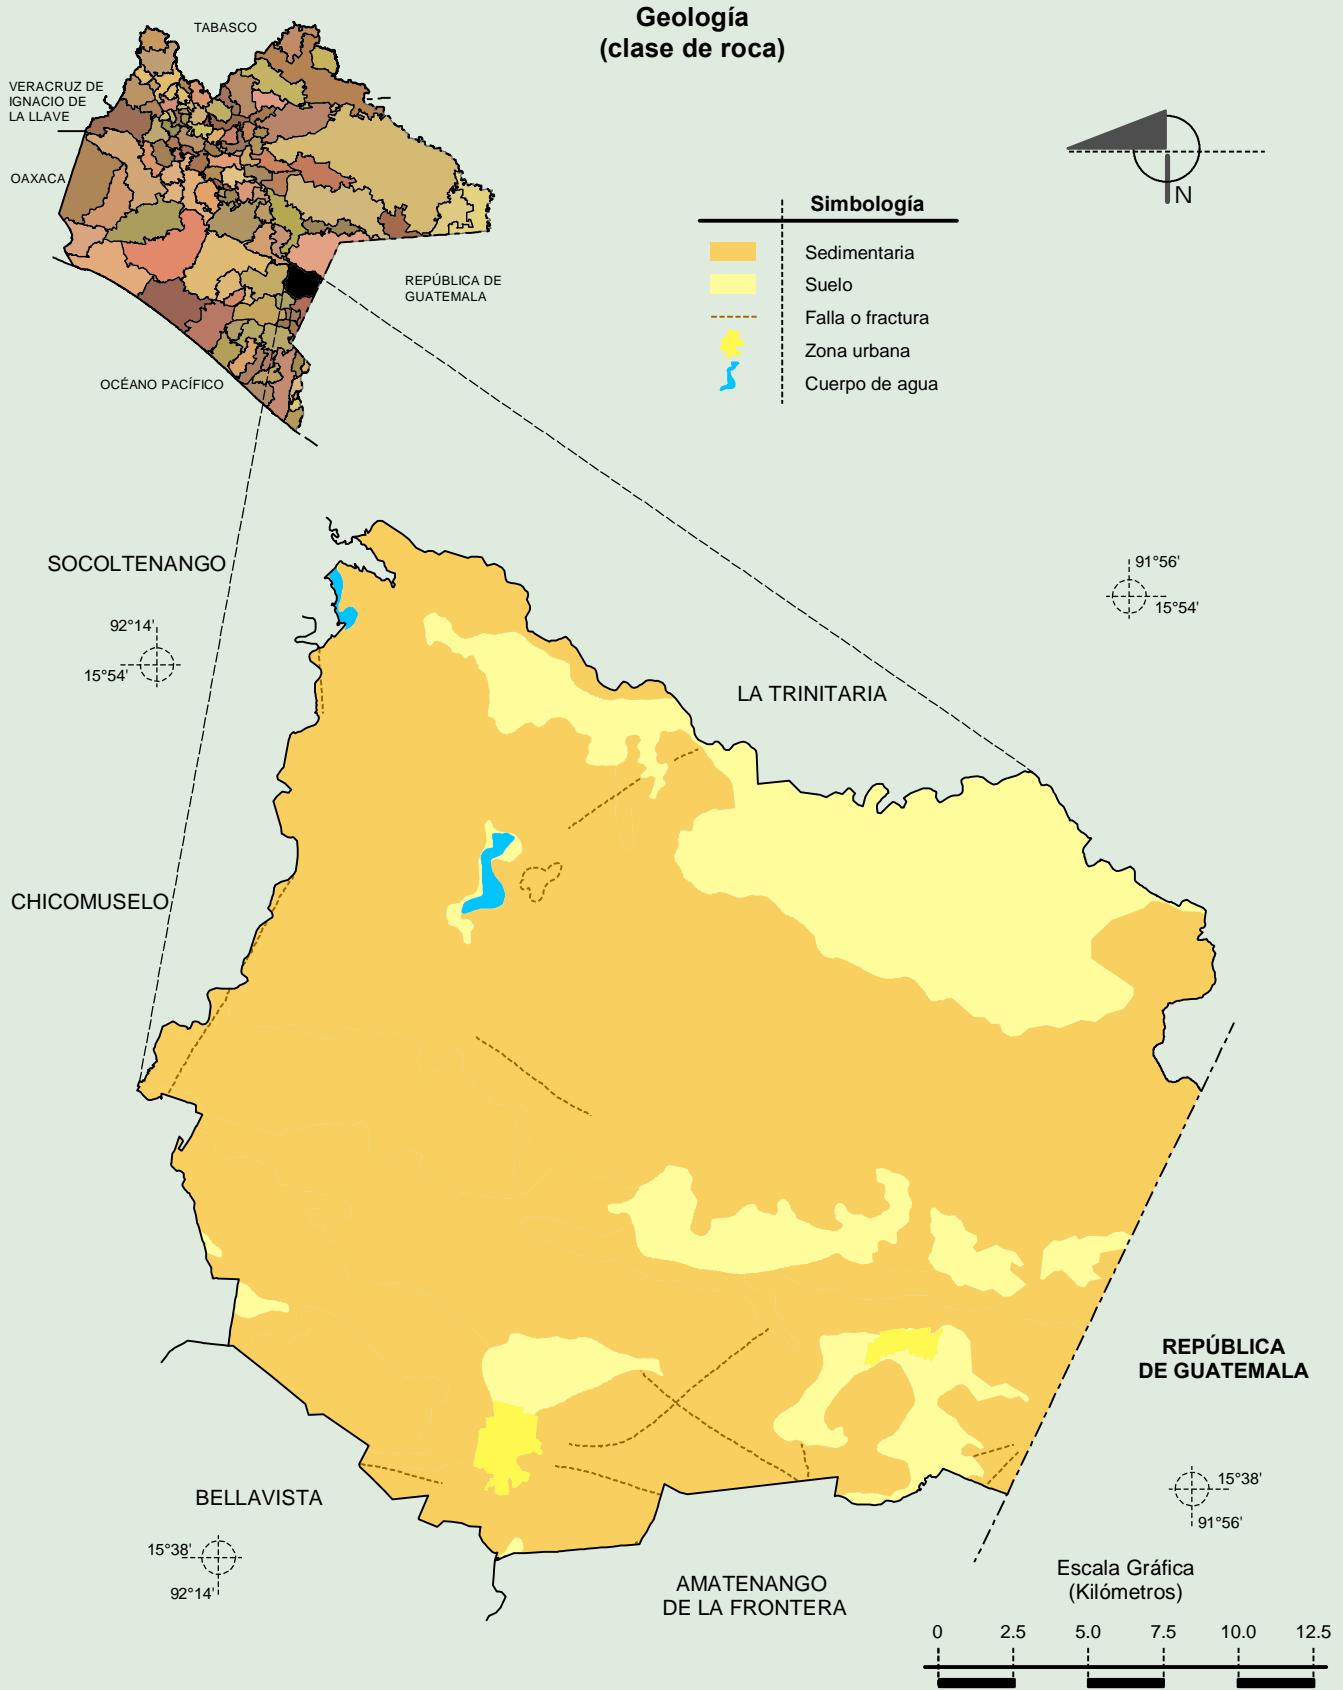 Geología
(clase de roca)
TABASCO
VERACRUZ DE
IGNACIO DE
LA LLAVE
OAXACA
REPÚBLICA DE
GUATEMALA
OCÉANO PACÍFICO
N
Simbología
Sedimentaria
Suelo
Falla o fractura
Zona urbana
Cuerpo de agua
SOCOLTENANGO
92°14'
15°54'
91°56'
15°54'
LA TRINITARIA
CHICOMUSELO
REPÚBLICA
DE GUATEMALA
BELLAVISTA
15°38'
92°14'
15°38'
91°56'
AMATENANGO
DE LA FRONTERA
Escala Gráfica
(Kilómetros)
0 2.5 5.0 7.5 10.0 12.5